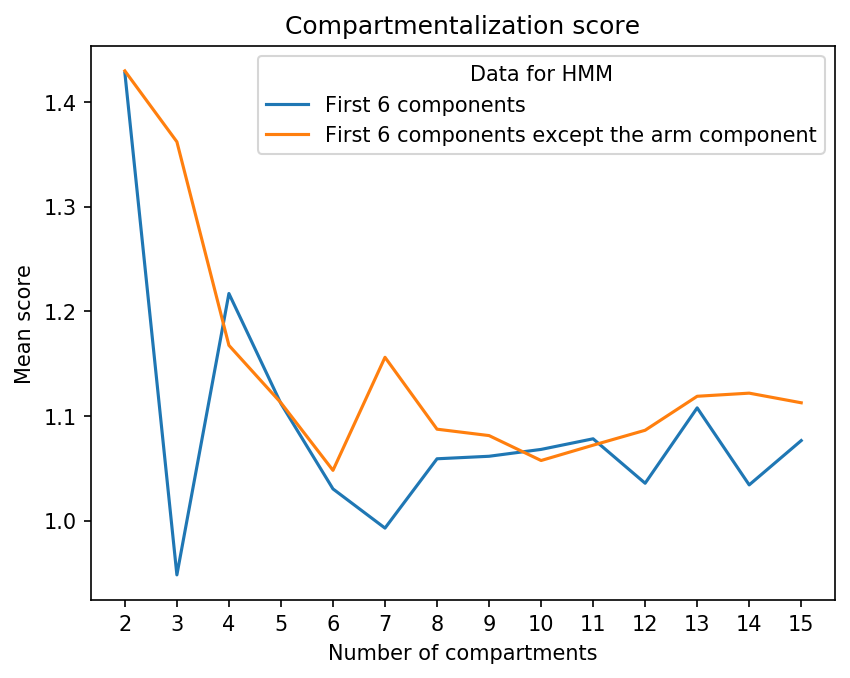 Compartmentalization score
Data for HMM
First 6 components
First 6 components except the arm component
Mean score
1.4
1.3
1.2
1.1
1.0
2 3 4 5 6 7 8 9 10 11 12 13 14 15
Number of compartments